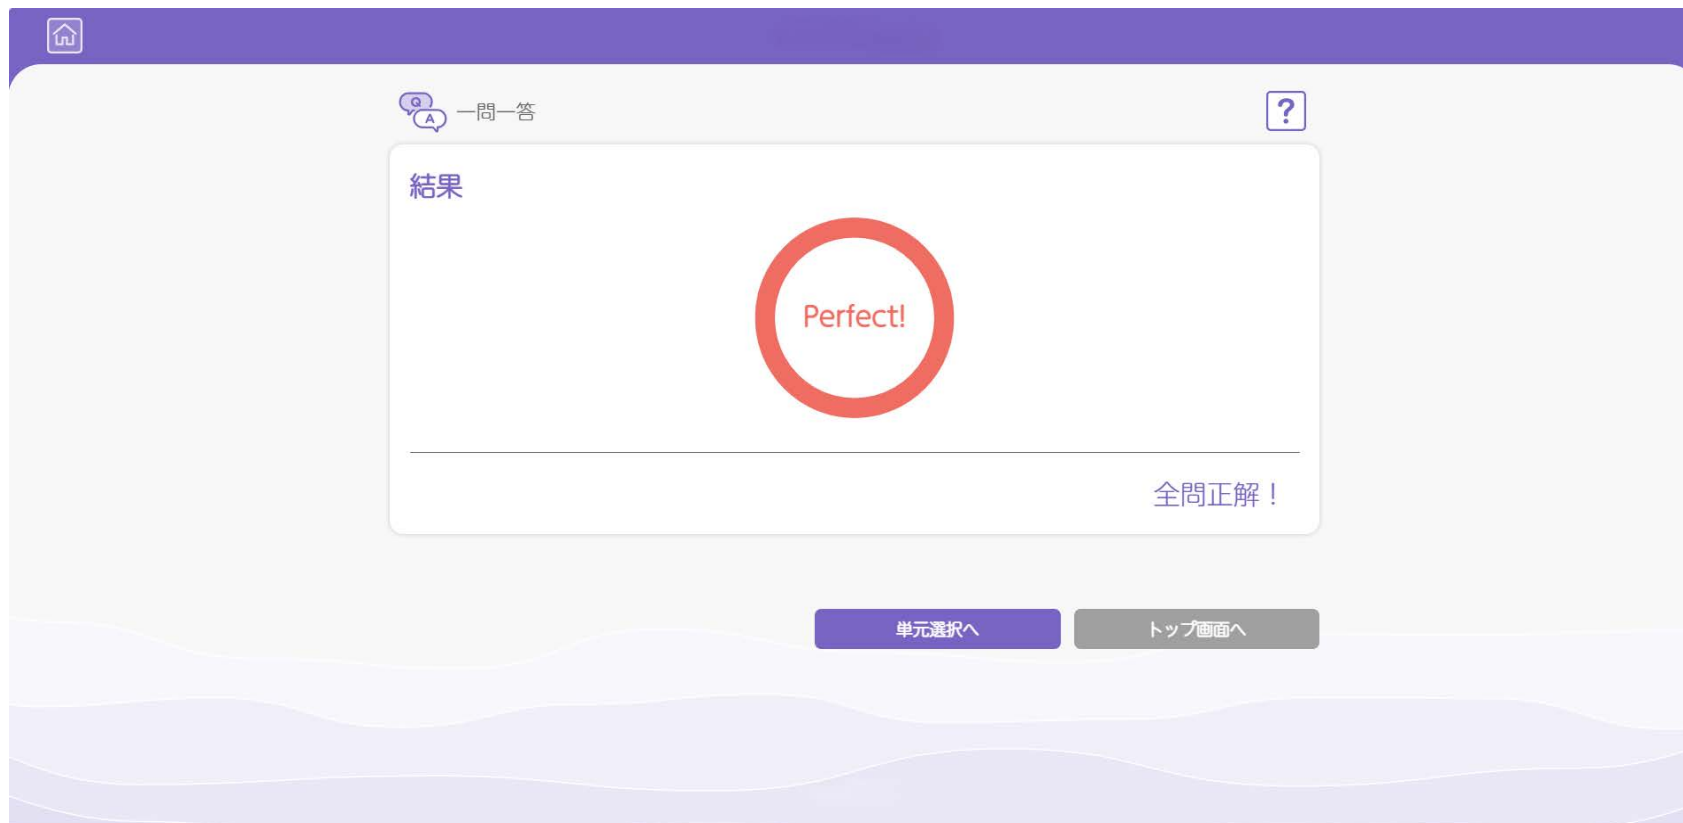 Q
A
一問一答
?
結果
Perfect!
全問正解！
単元選択へ
トップ画面へ